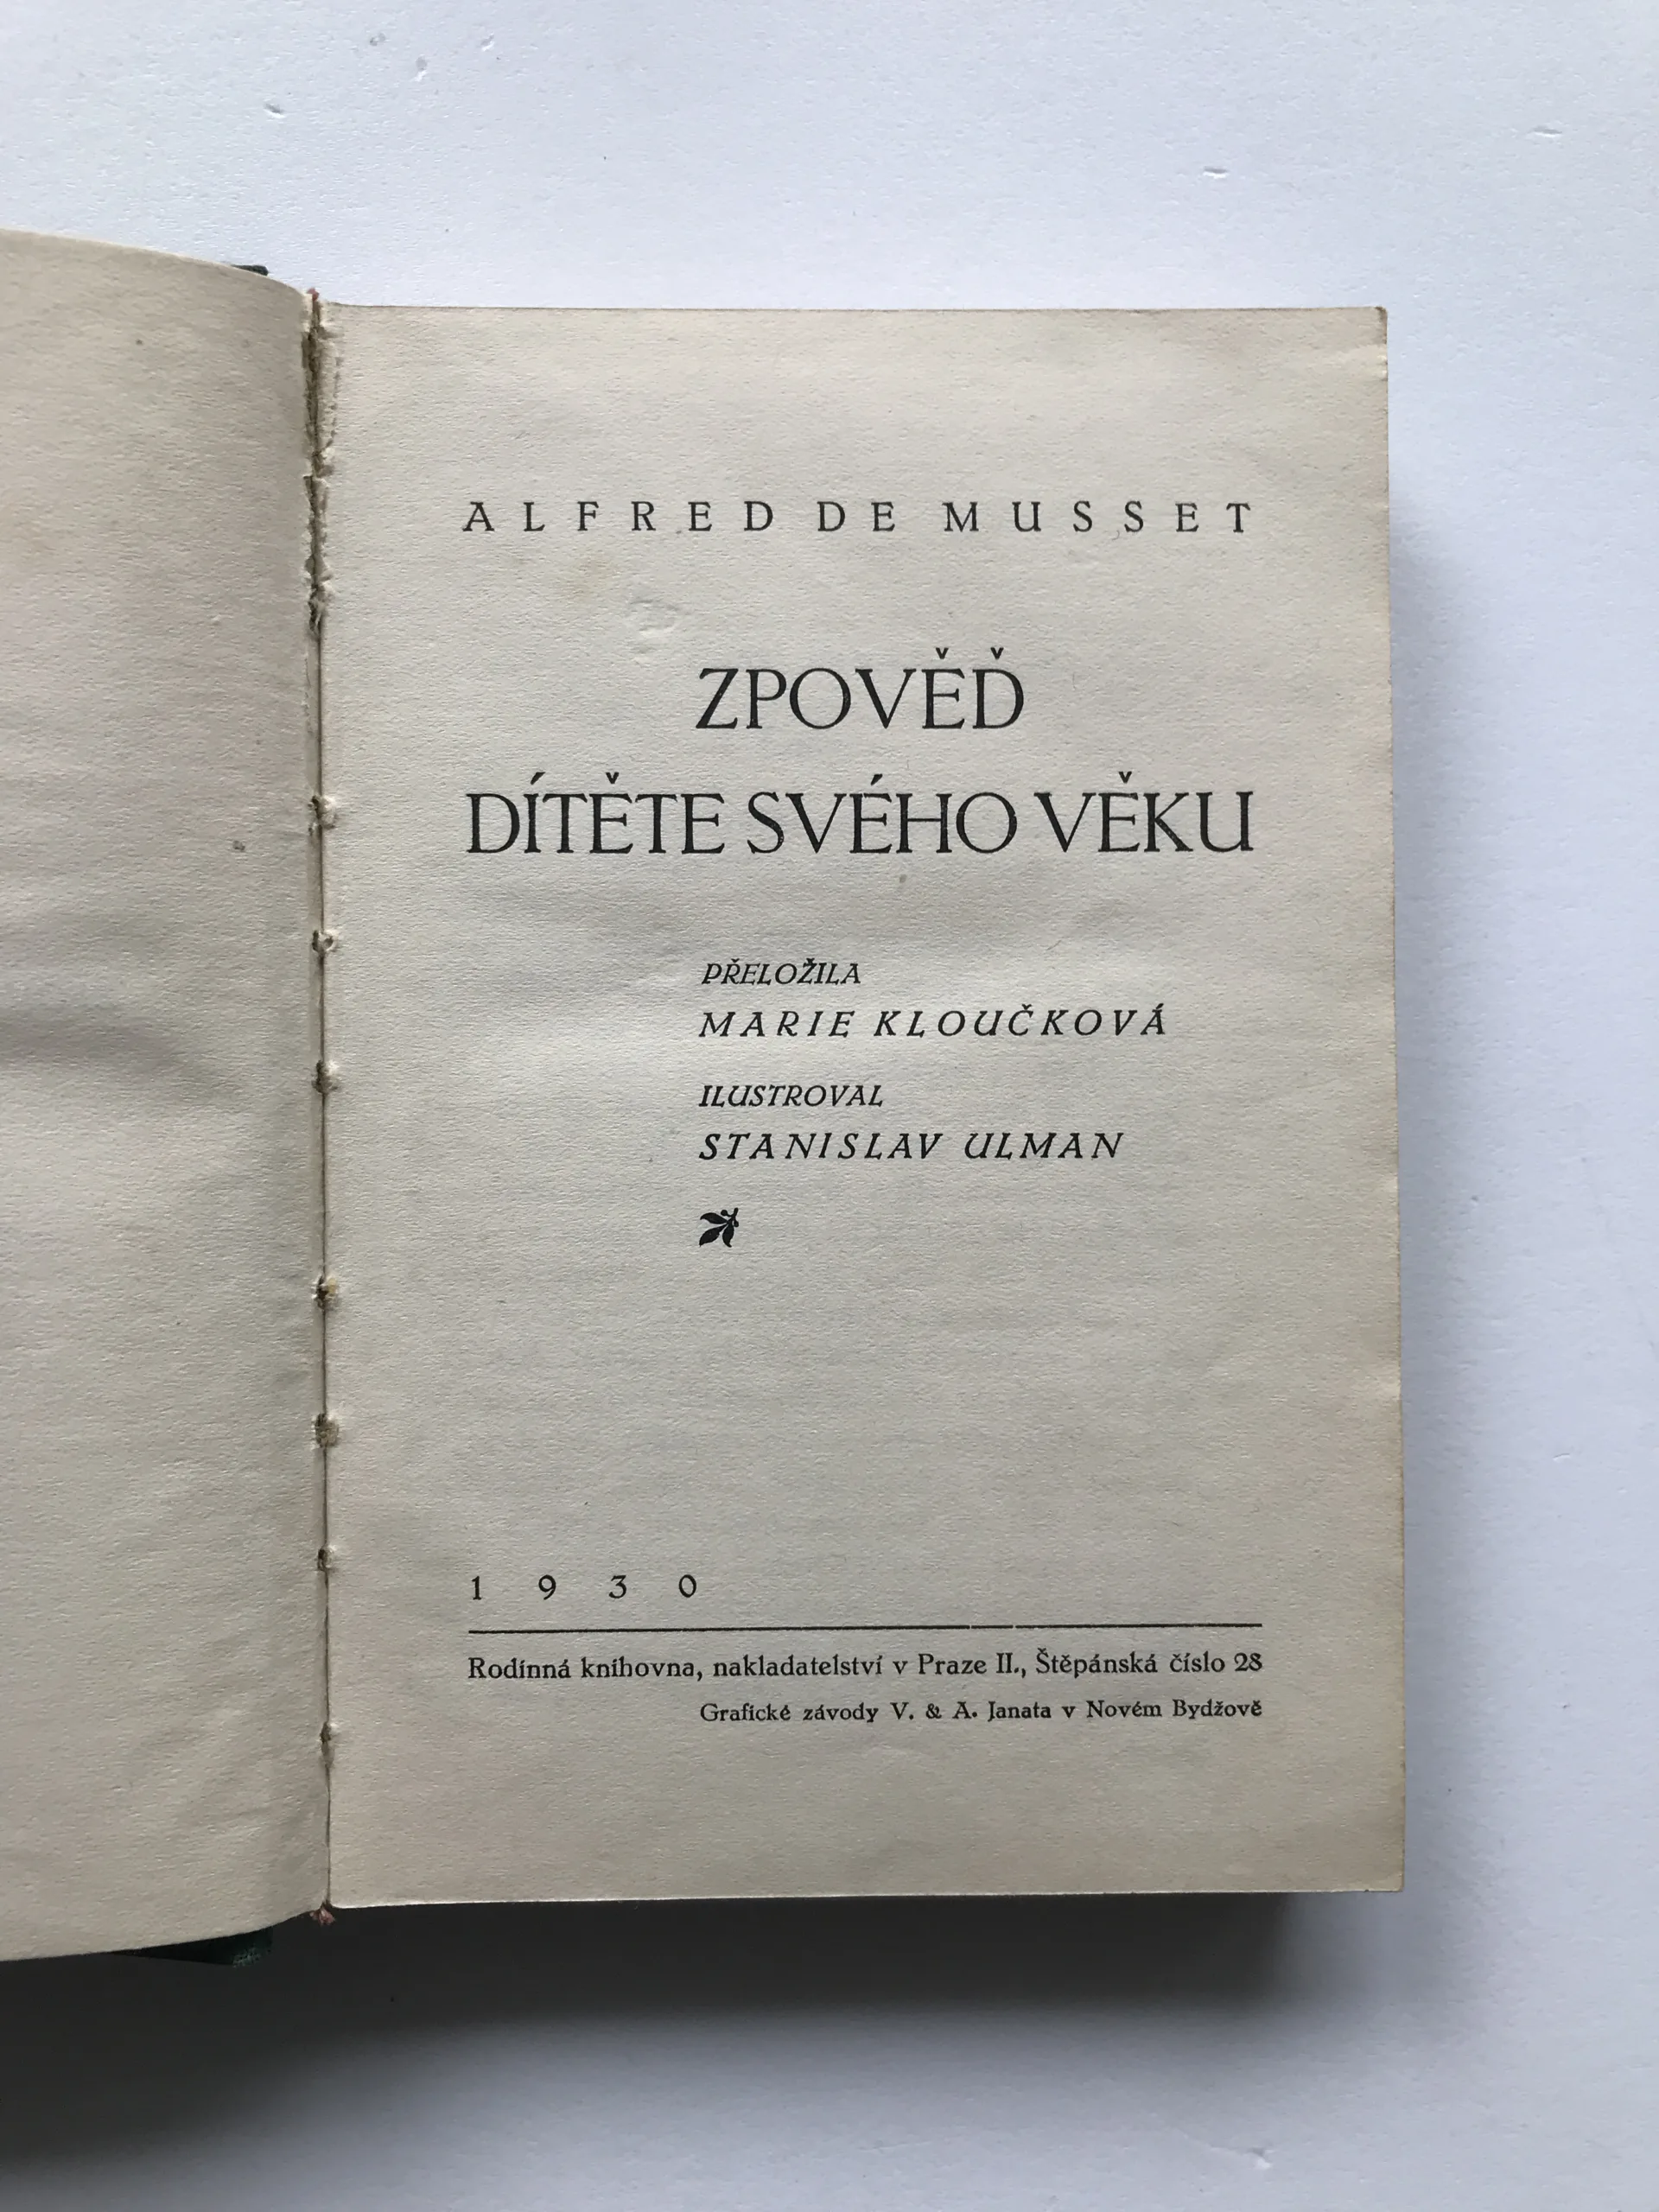 ALFRED DE MUSSET
ZPOVĚĎ
DÍTĚTE SVÉHO VĚKU
PŘELOŽILA
MARIE KLOUČKOVÁ
ILUSTROVAL
STANISLAV ULMAN
1930
Rodinná knihovna, nakladatelství v Praze II., Štěpánská číslo 28
Grafické závody V. & A. Janata v Novém Bydžově